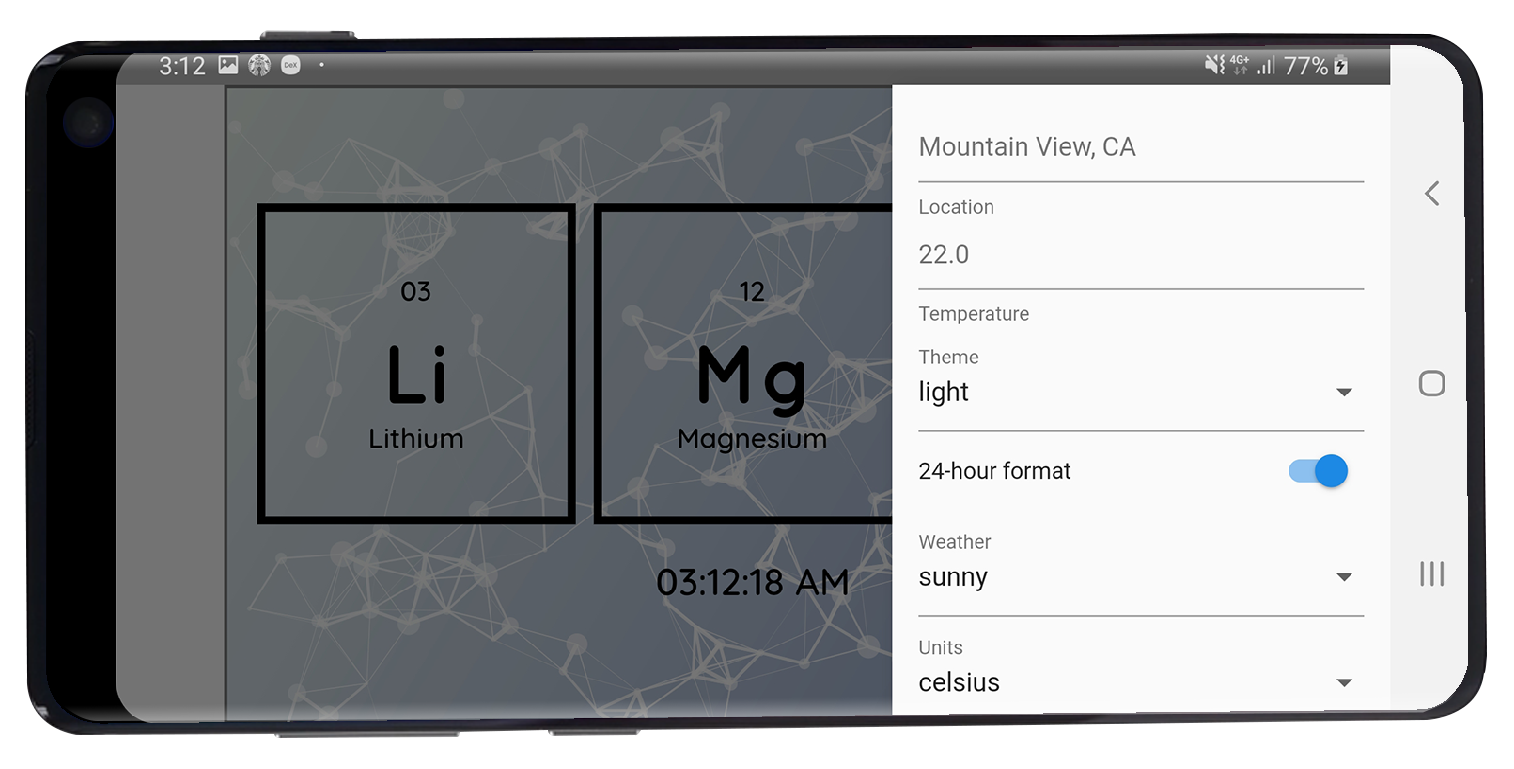 3:12
DeX
4G+
77%
03
Li
Lithium
12
Mg
Magnesium
03:12:18 AM
Mountain View, CA
Location
22.0
Temperature
Theme
light
24-hour format
Weather
sunny
Units
celsius